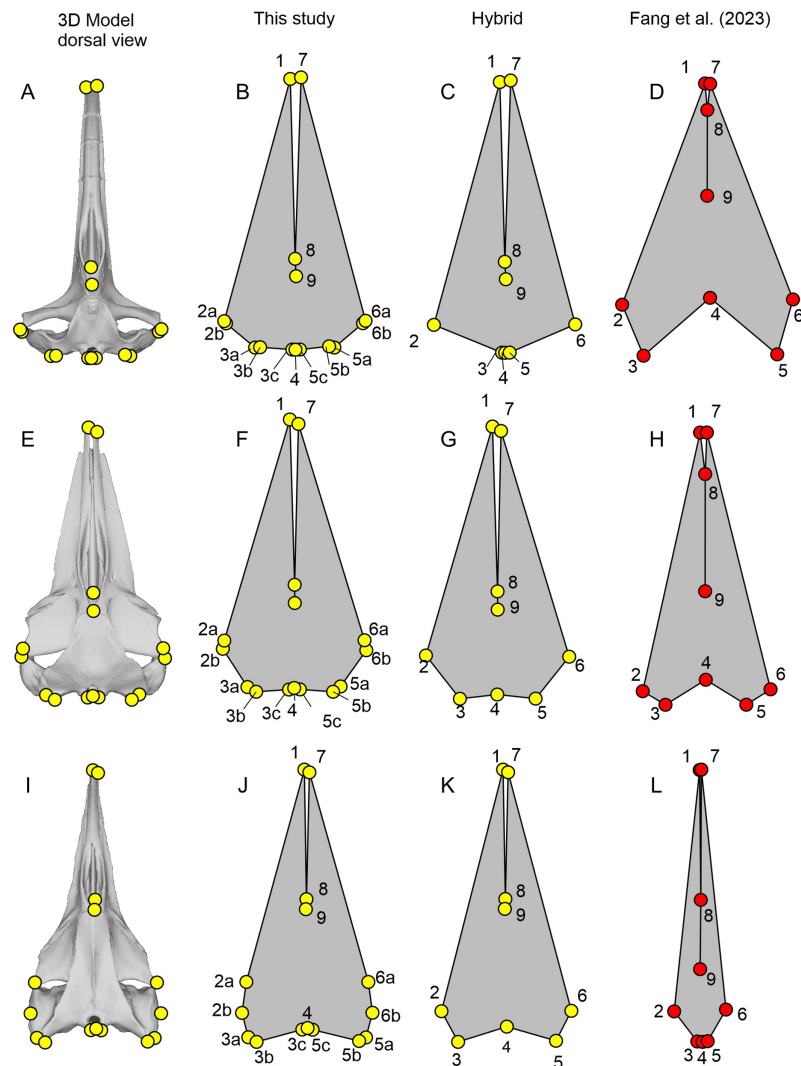 3D Model
dorsal view
This study
Hybrid
Fang et al. (2023)
A
B
1 7
8
9
2a
2b
3a
3b
3c
4
5c
5b
5a
6a
6b
C
1 7
8
9
2
3
4
5
6
D
1 7
8
9
2
3
4
5
6
E
F
1 7
2a
2b
3a
3b
3c
4
5c
5b
5a
6a
6b
G
1 7
8
9
2
3
4
5
6
H
1 7
8
9
2
3
4
5
6
I
J
1 7
8
9
2a
2b
3a
3b
3c
4
5c
5b
5a
6a
6b
K
1 7
8
9
2
3
4
5
6
L
1 7
8
9
2
3
4
5
6